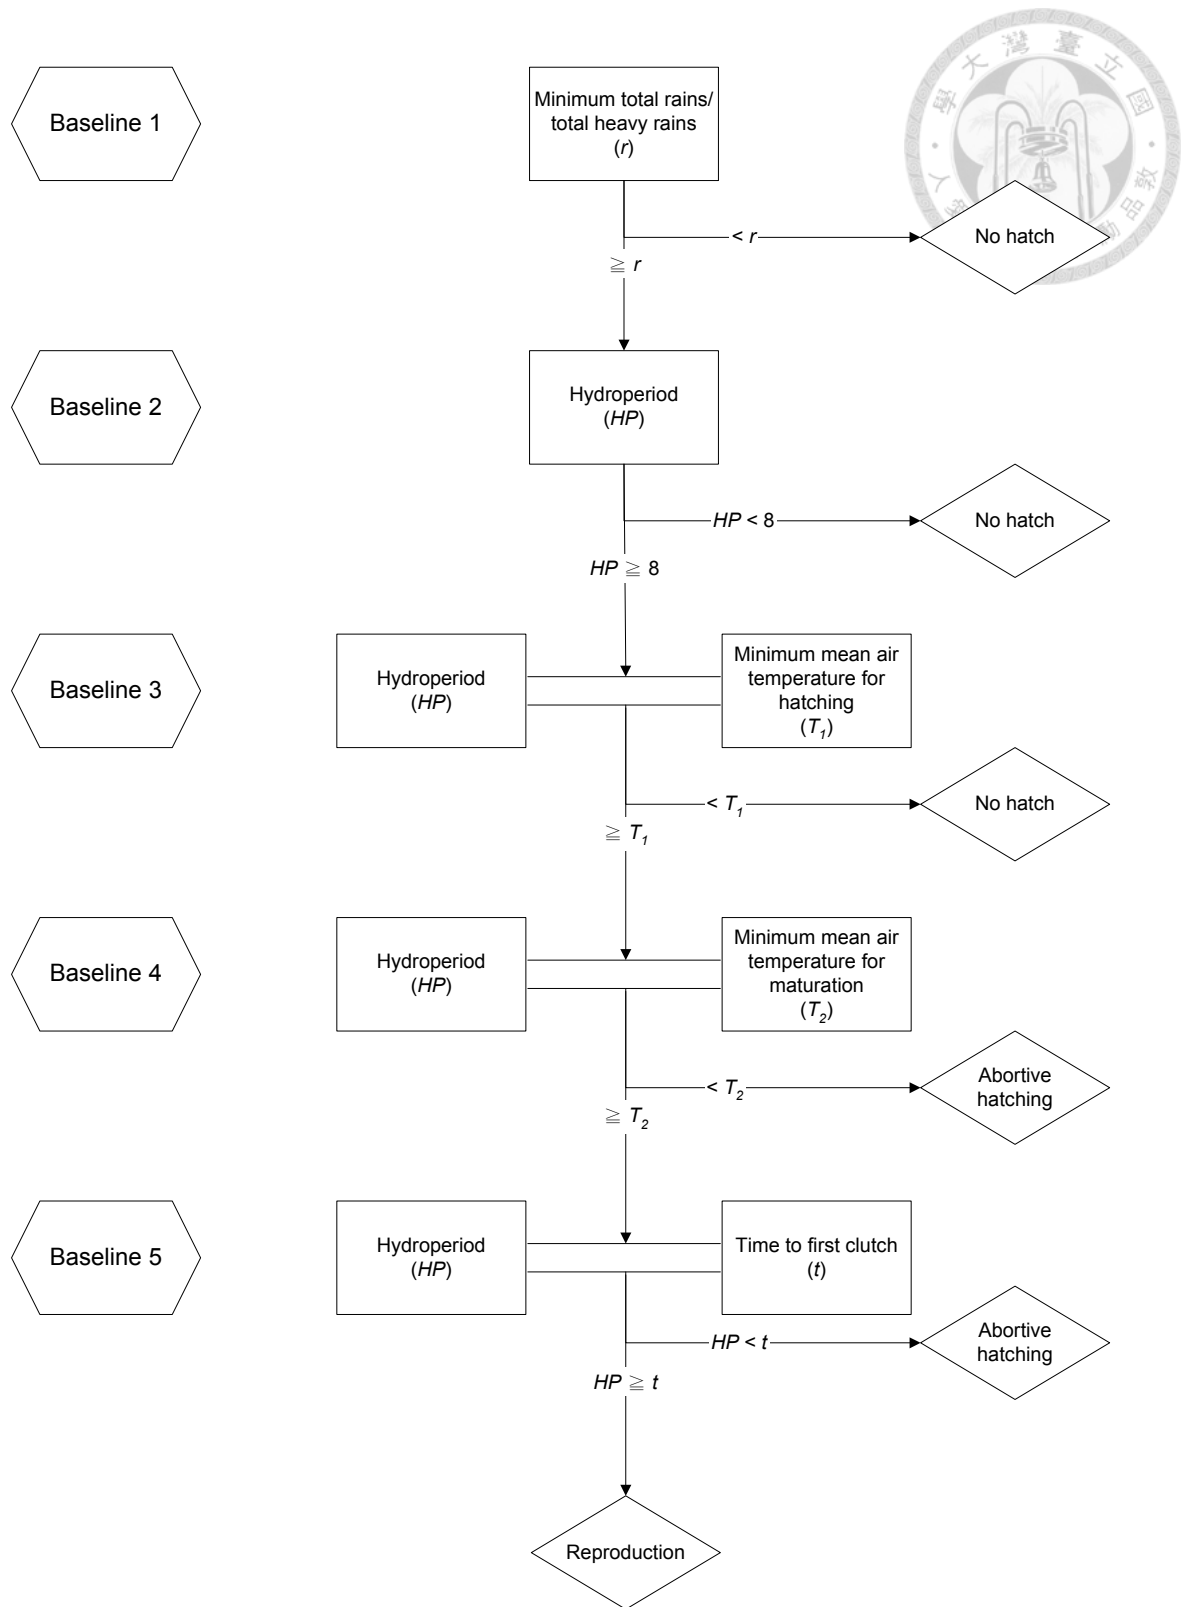 Baseline 1
Minimum total rains/
total heavy rains
(r)
< r
No hatch
≧ r
Baseline 2
Hydroperiod
(HP)
HP < 8
No hatch
HP ≧ 8
Baseline 3
Hydroperiod
(HP)
Minimum mean air
temperature for
hatching
(T₁)
< T₁
No hatch
≧ T₁
Baseline 4
Hydroperiod
(HP)
Minimum mean air
temperature for
maturation
(T₂)
< T₂
Abortive
hatching
≧ T₂
Baseline 5
Hydroperiod
(HP)
Time to first clutch
(t)
HP < t
Abortive
hatching
HP ≧ t
Reproduction